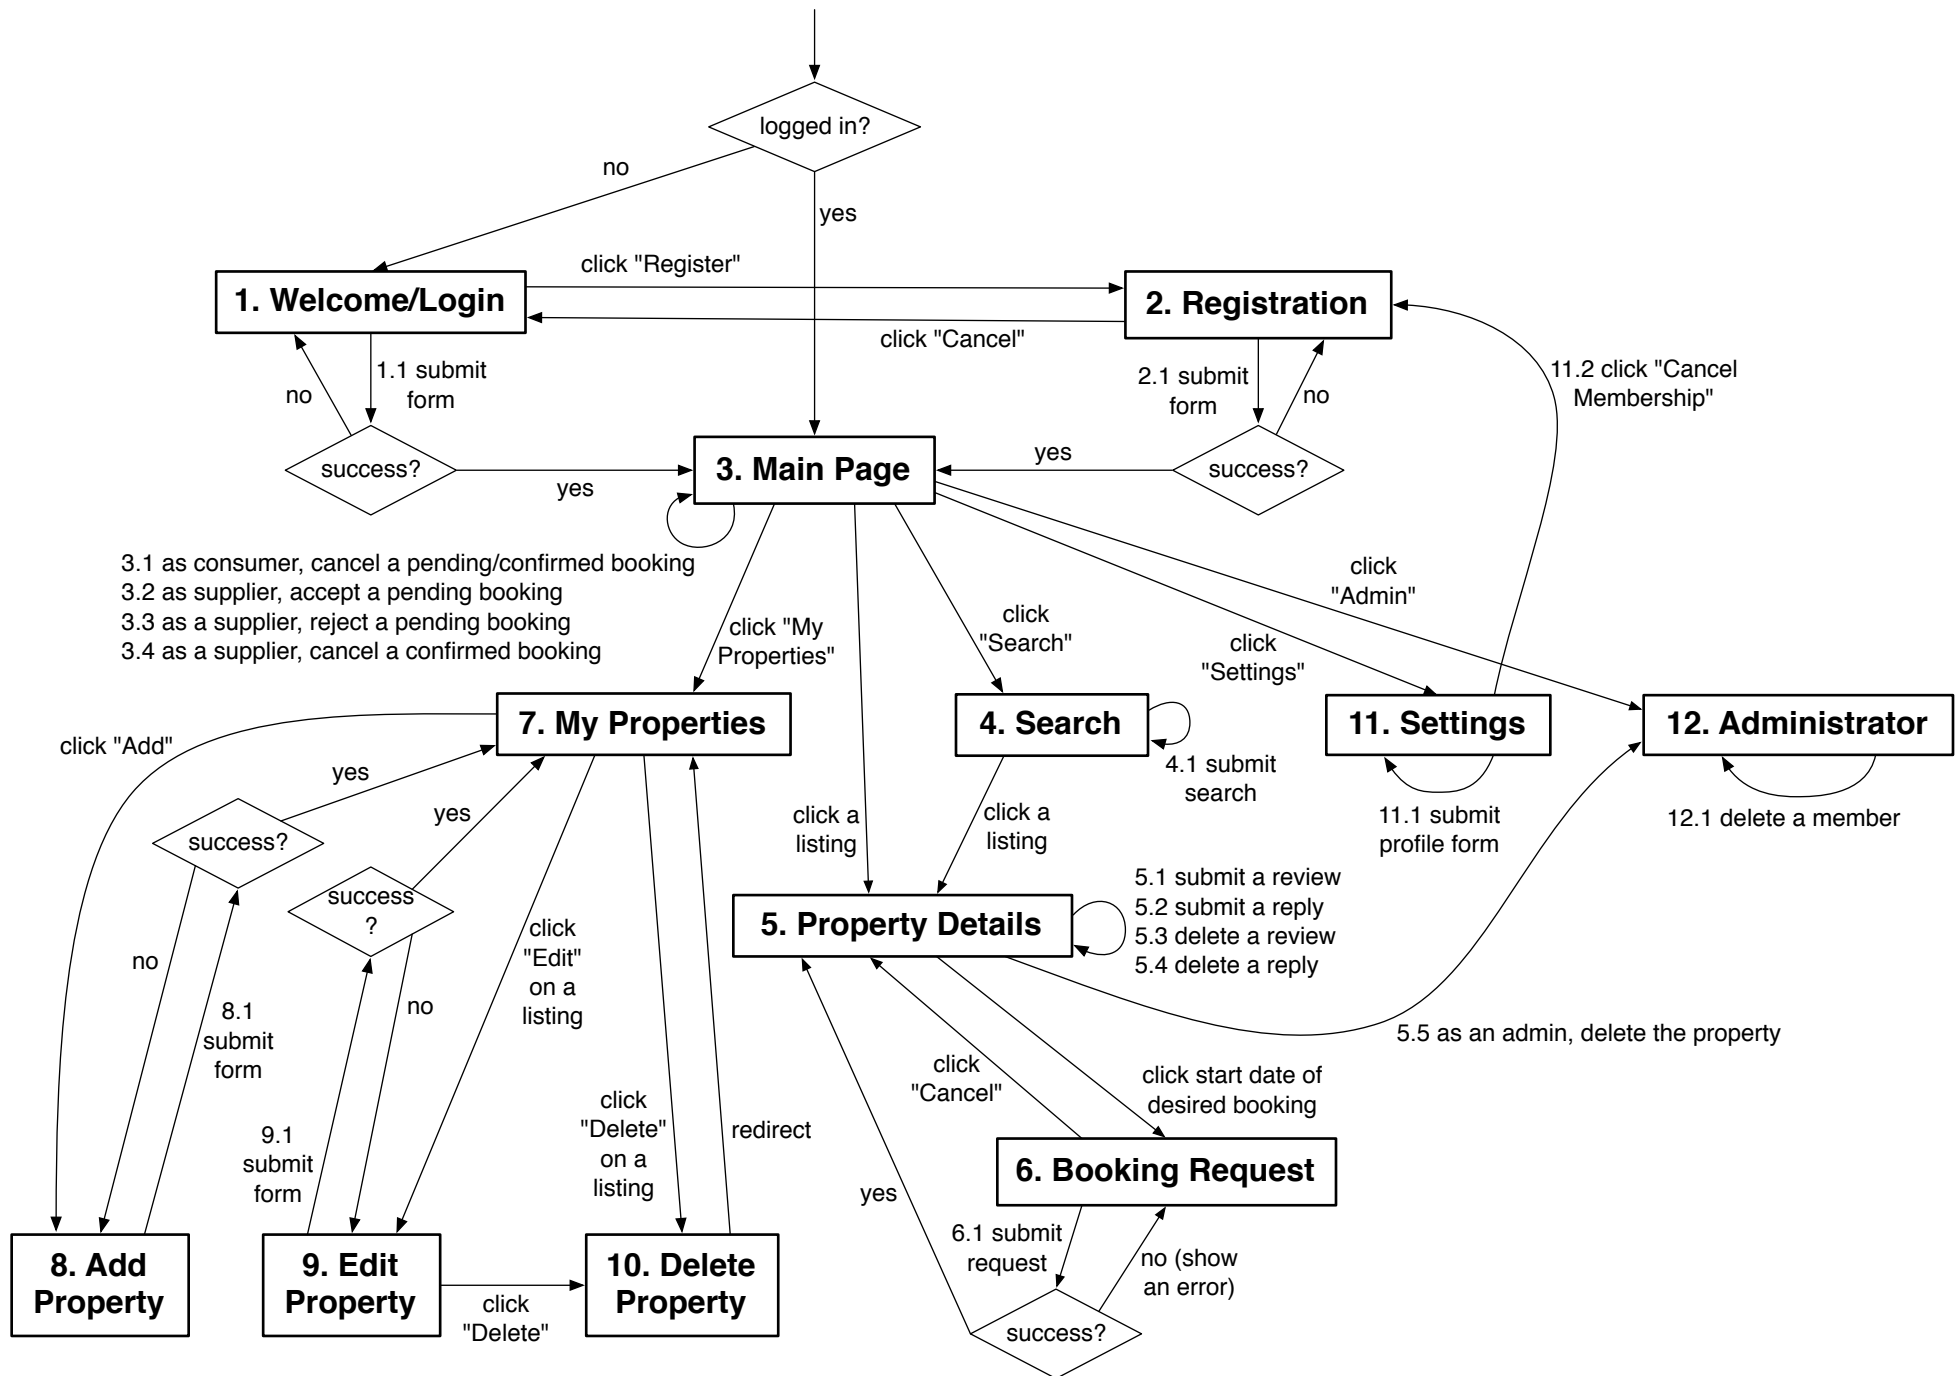 logged in?
no
yes
click "Register"
1. Welcome/Login
2. Registration
click "Cancel"
1.1 submit
form
no
2.1 submit
form
no
11.2 click "Cancel
Membership"
success?
yes
3. Main Page
yes
success?
3.1 as consumer, cancel a pending/confirmed booking
3.2 as supplier, accept a pending booking
3.3 as a supplier, reject a pending booking
3.4 as a supplier, cancel a confirmed booking
click "My
Properties"
click
"Search"
click
"Settings"
click
"Admin"
7. My Properties
4. Search
11. Settings
12. Administrator
click "Add"
yes
success?
yes
success
?
4.1 submit
search
11.1 submit
profile form
12.1 delete a member
click a
listing
click a
listing
5. Property Details
5.1 submit a review
5.2 submit a reply
5.3 delete a review
5.4 delete a reply
5.5 as an admin, delete the property
no
8.1
submit
form
no
9.1
submit
form
click
"Edit"
on a
listing
click
"Delete"
on a
listing
redirect
click
"Cancel"
click start date of
desired booking
6. Booking Request
yes
6.1 submit
request
no (show
an error)
success?
8. Add
Property
9. Edit
Property
click
"Delete"
10. Delete
Property